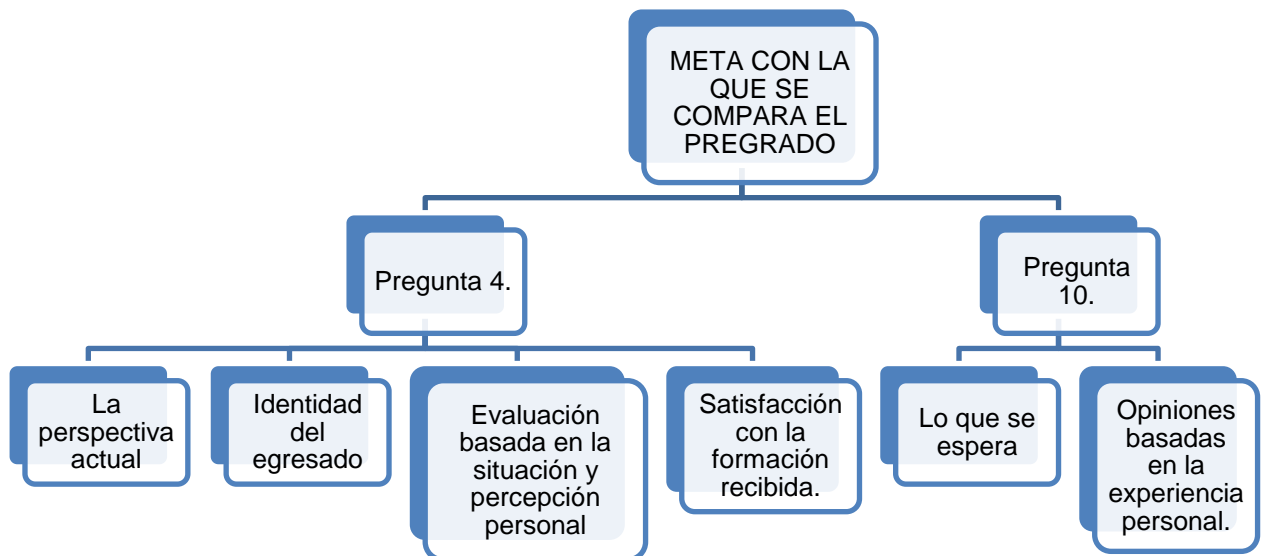 META CON LA
QUE SE
COMPARA EL
PREGRADO
Pregunta 4.
Pregunta
10.
La
perspectiva
actual
Identidad
del
egresado
Evaluación
basada en la
situación y
percepción
personal
Satisfacción
con la
formación
recibida.
Lo que se
espera
Opiniones
basadas
en la
experiencia
personal.